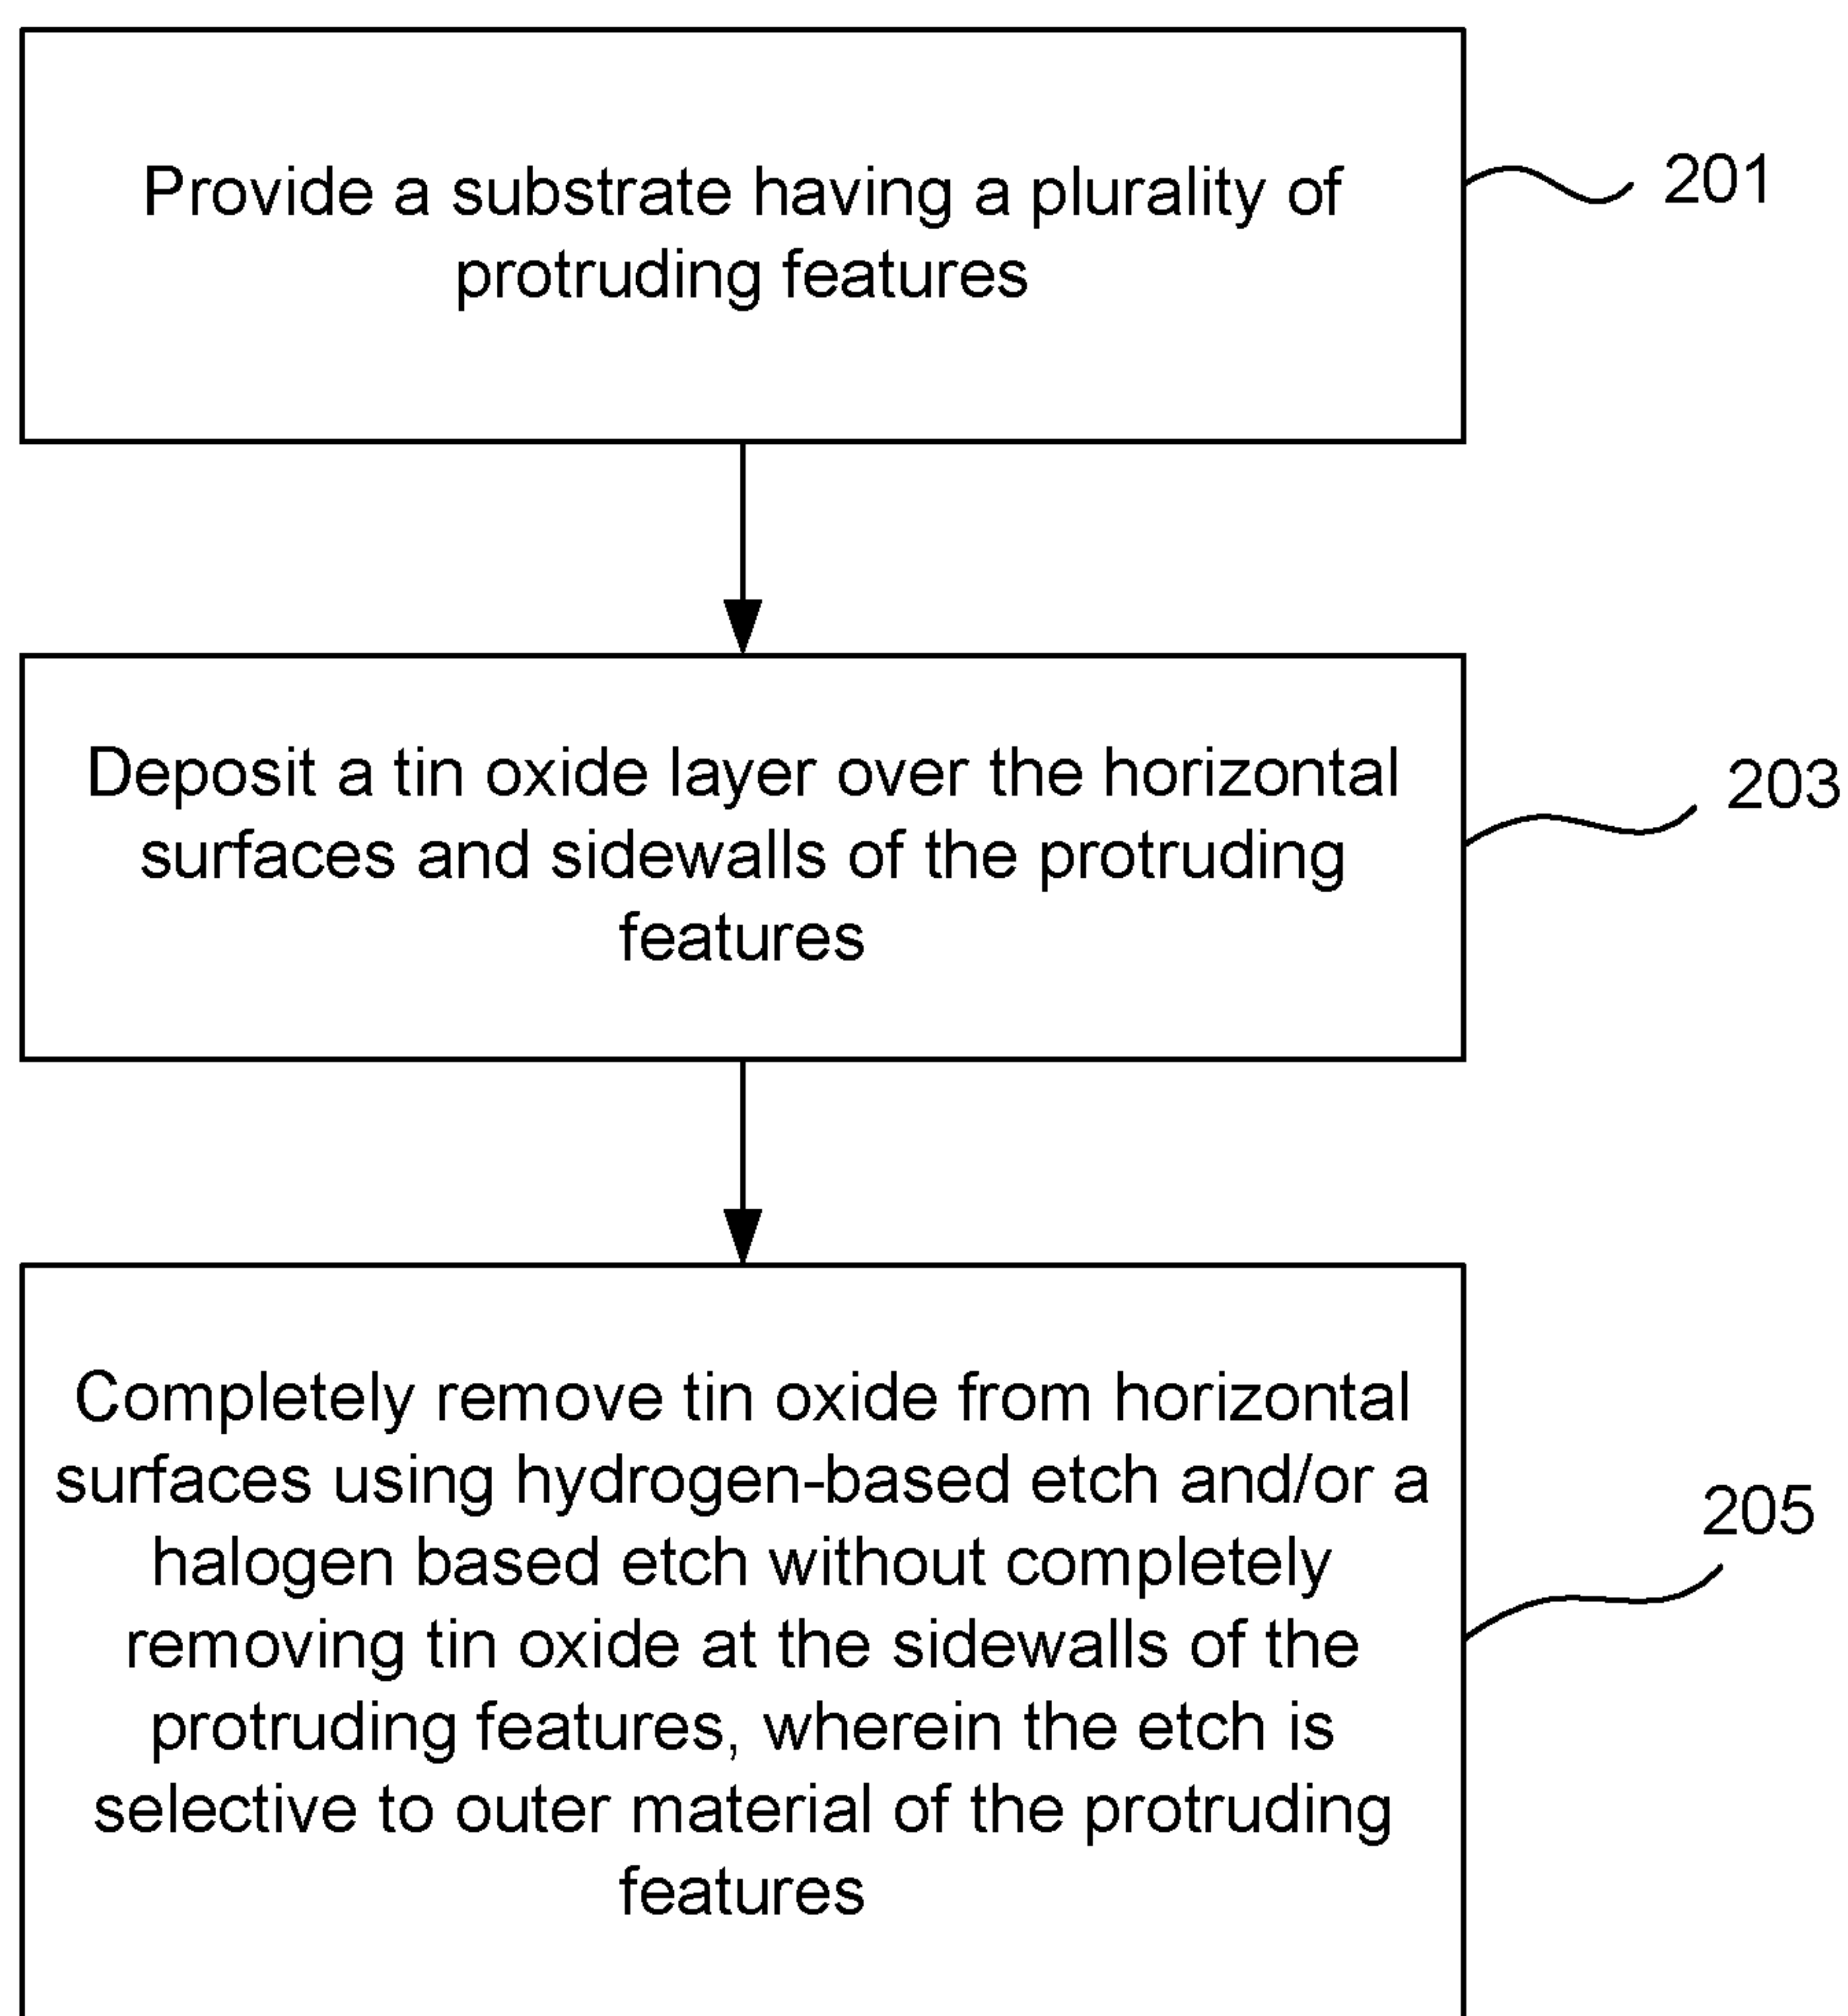 Provide a substrate having a plurality of
protruding features
201
Deposit a tin oxide layer over the horizontal
surfaces and sidewalls of the protruding
features
203
Completely remove tin oxide from horizontal
surfaces using hydrogen-based etch and/or a
halogen based etch without completely
removing tin oxide at the sidewalls of the
protruding features, wherein the etch is
selective to outer material of the protruding
features
205